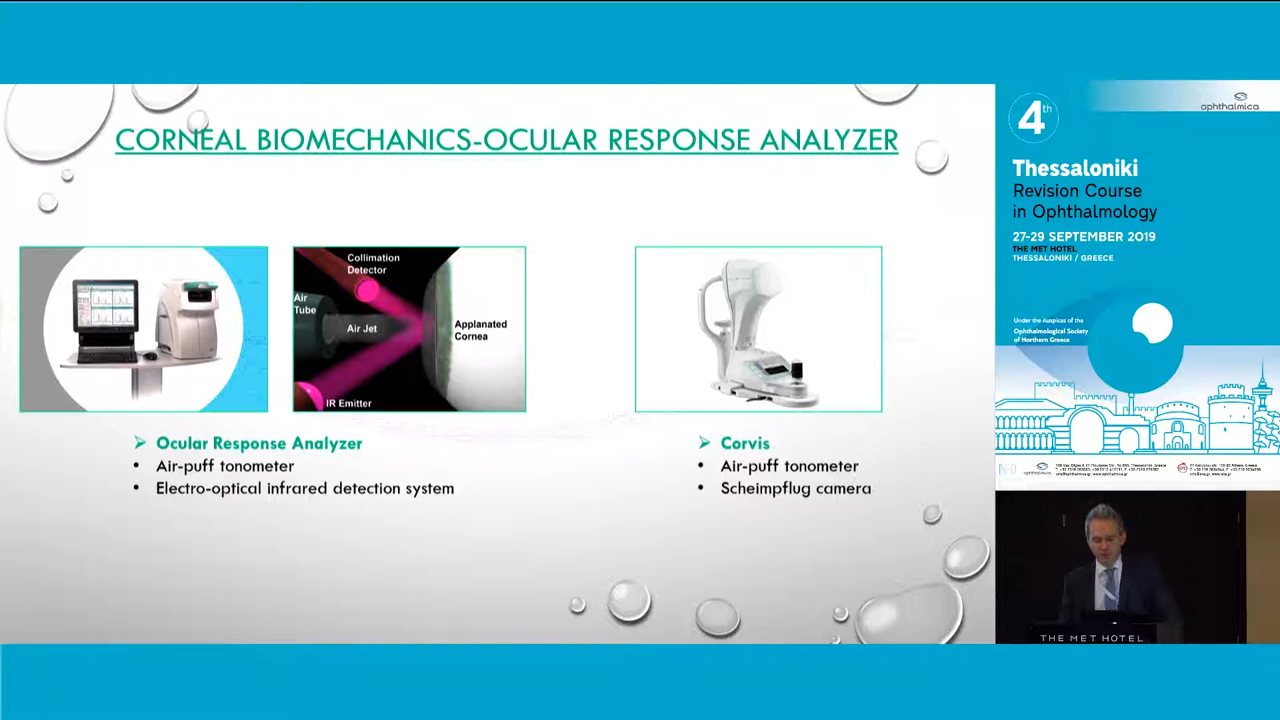 CORNEAL BIOMECHANICS-OCULAR RESPONSE ANALYZER
Collimation
Detector
Air
Tube
Air Jet
Applanated
Cornea
IR Emitter
Ocular Response Analyzer
• Air-puff tonometer
• Electro-optical infrared detection system
Corvis
• Air-puff tonometer
• Scheimpflug camera
ophthalmica
4th
Thessaloniki
Revision Course
in Ophthalmology
27-29 SEPTEMBER 2019
THE MET HOTEL
THESSALONIKI / GREECE
Under the Auspices of the
Ophthalmological Society
of Northern Greece
THE MET HOTEL